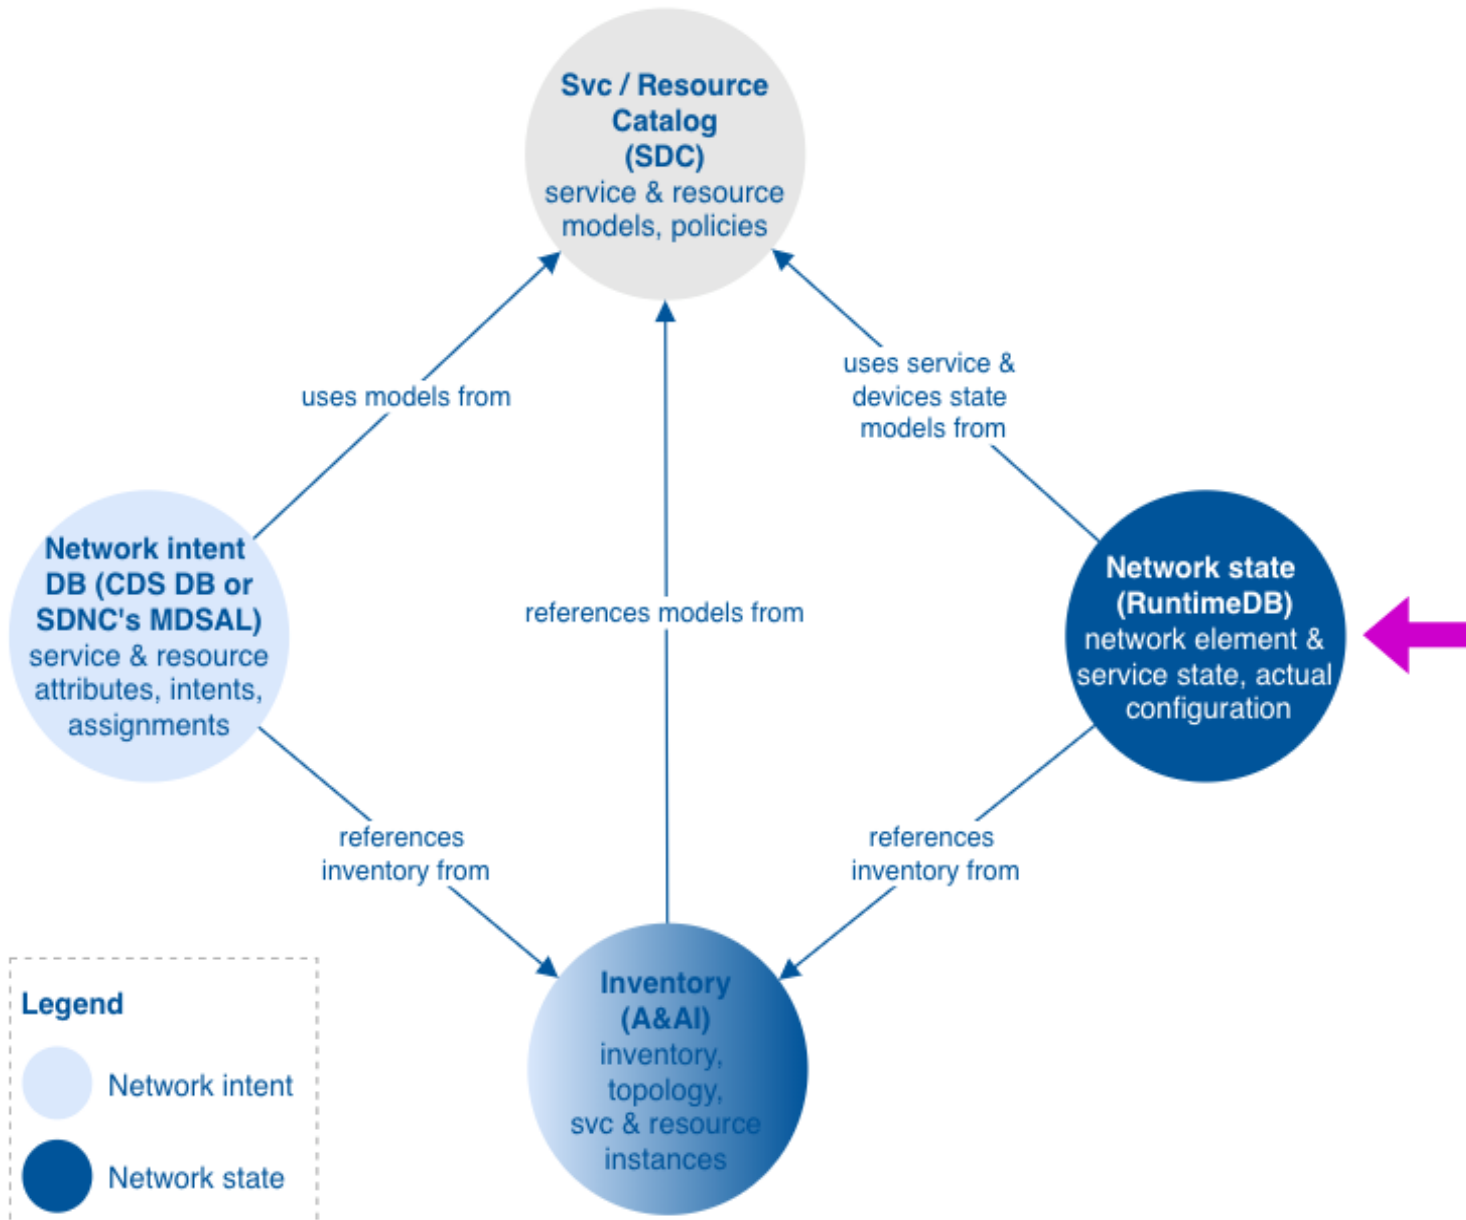 Svc / Resource
Catalog
(SDC)
service & resource
models, policies
uses models from
uses service &
devices state
models from
Network intent
DB (CDS DB or
SDNC's MDSAL)
service & resource
attributes, intents,
assignments
references models from
Network state
(RuntimeDB)
network element &
service state, actual
configuration
references
inventory from
references
inventory from
Inventory
(A&AI)
inventory,
topology,
svc & resource
instances
Legend
Network intent
Network state